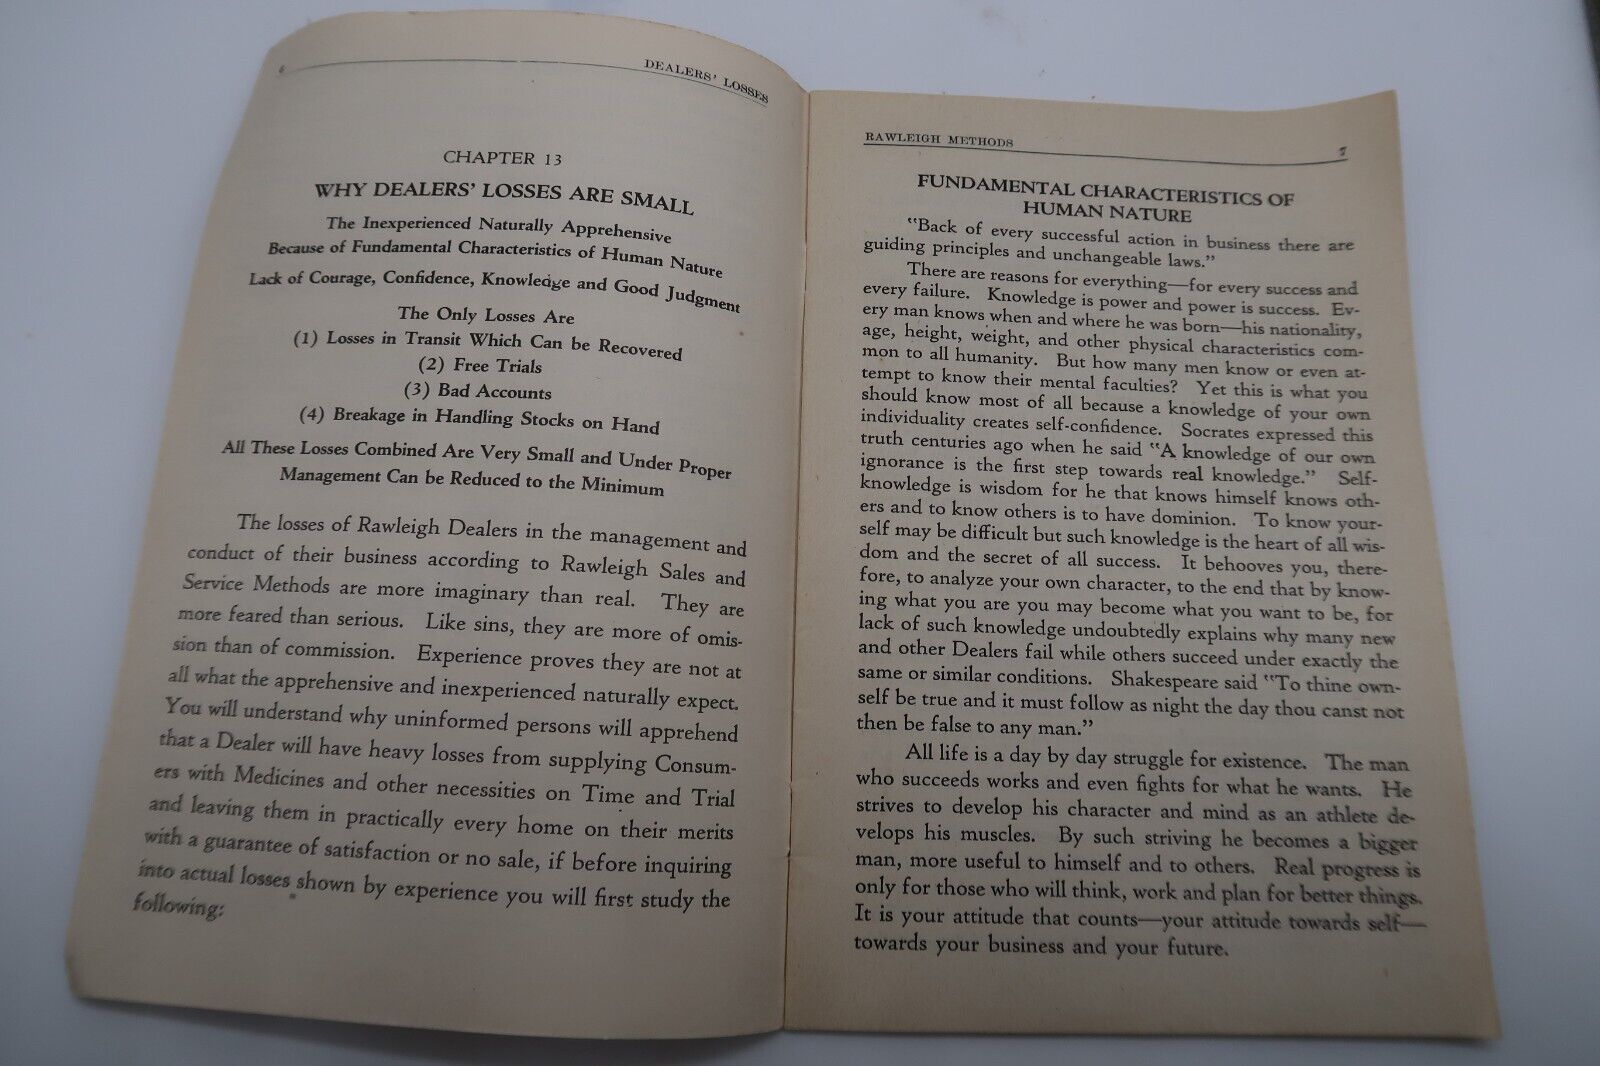 6
DEALERS' LOSSES
CHAPTER 13
WHY DEALERS' LOSSES ARE SMALL
The Inexperienced Naturally Apprehensive
Because of Fundamental Characteristics of Human Nature
Lack of Courage, Confidence, Knowledge and Good Judgment
The Only Losses Are
(1) Losses in Transit Which Can be Recovered
(2) Free Trials
(3) Bad Accounts
(4) Breakage in Handling Stocks on Hand
All These Losses Combined Are Very Small and Under Proper
Management Can be Reduced to the Minimum
The losses of Rawleigh Dealers in the management and
conduct of their business according to Rawleigh Sales and
Service Methods are more imaginary than real. They are
more feared than serious. Like sins, they are more of omis-
sion than of commission. Experience proves they are not at
all what the apprehensive and inexperienced naturally expect.
You will understand why uninformed persons will apprehend
that a Dealer will have heavy losses from supplying Consum-
ers with Medicines and other necessities on Time and Trial
and leaving them in practically every home on their merits
with a guarantee of satisfaction or no sale, if before inquiring
into actual losses shown by experience you will first study the
following:
RAWLEIGH METHODS
7
FUNDAMENTAL CHARACTERISTICS OF
HUMAN NATURE
"Back of every successful action in business there are
guiding principles and unchangeable laws."
There are reasons for everything—for every success and
every failure. Knowledge is power and power is success. Ev-
ery man knows when and where he was born—his nationality,
age, height, weight, and other physical characteristics com-
mon to all humanity. But how many men know or even at-
tempt to know their mental faculties? Yet this is what you
should know most of all because a knowledge of your own
individuality creates self-confidence. Socrates expressed this
truth centuries ago when he said "A knowledge of our own
ignorance is the first step towards real knowledge." Self-
knowledge is wisdom for he that knows himself knows oth-
ers and to know others is to have dominion. To know your-
self may be difficult but such knowledge is the heart of all wis-
dom and the secret of all success. It behooves you, there-
fore, to analyze your own character, to the end that by know-
ing what you are you may become what you want to be, for
lack of such knowledge undoubtedly explains why many new
and other Dealers fail while others succeed under exactly the
same or similar conditions. Shakespeare said "To thine own-
self be true and it must follow as night the day thou canst not
then be false to any man."
All life is a day by day struggle for existence. The man
who succeeds works and even fights for what he wants. He
strives to develop his character and mind as an athlete de-
velops his muscles. By such striving he becomes a bigger
man, more useful to himself and to others. Real progress is
only for those who will think, work and plan for better things.
It is your attitude that counts—your attitude towards self—
towards your business and your future.